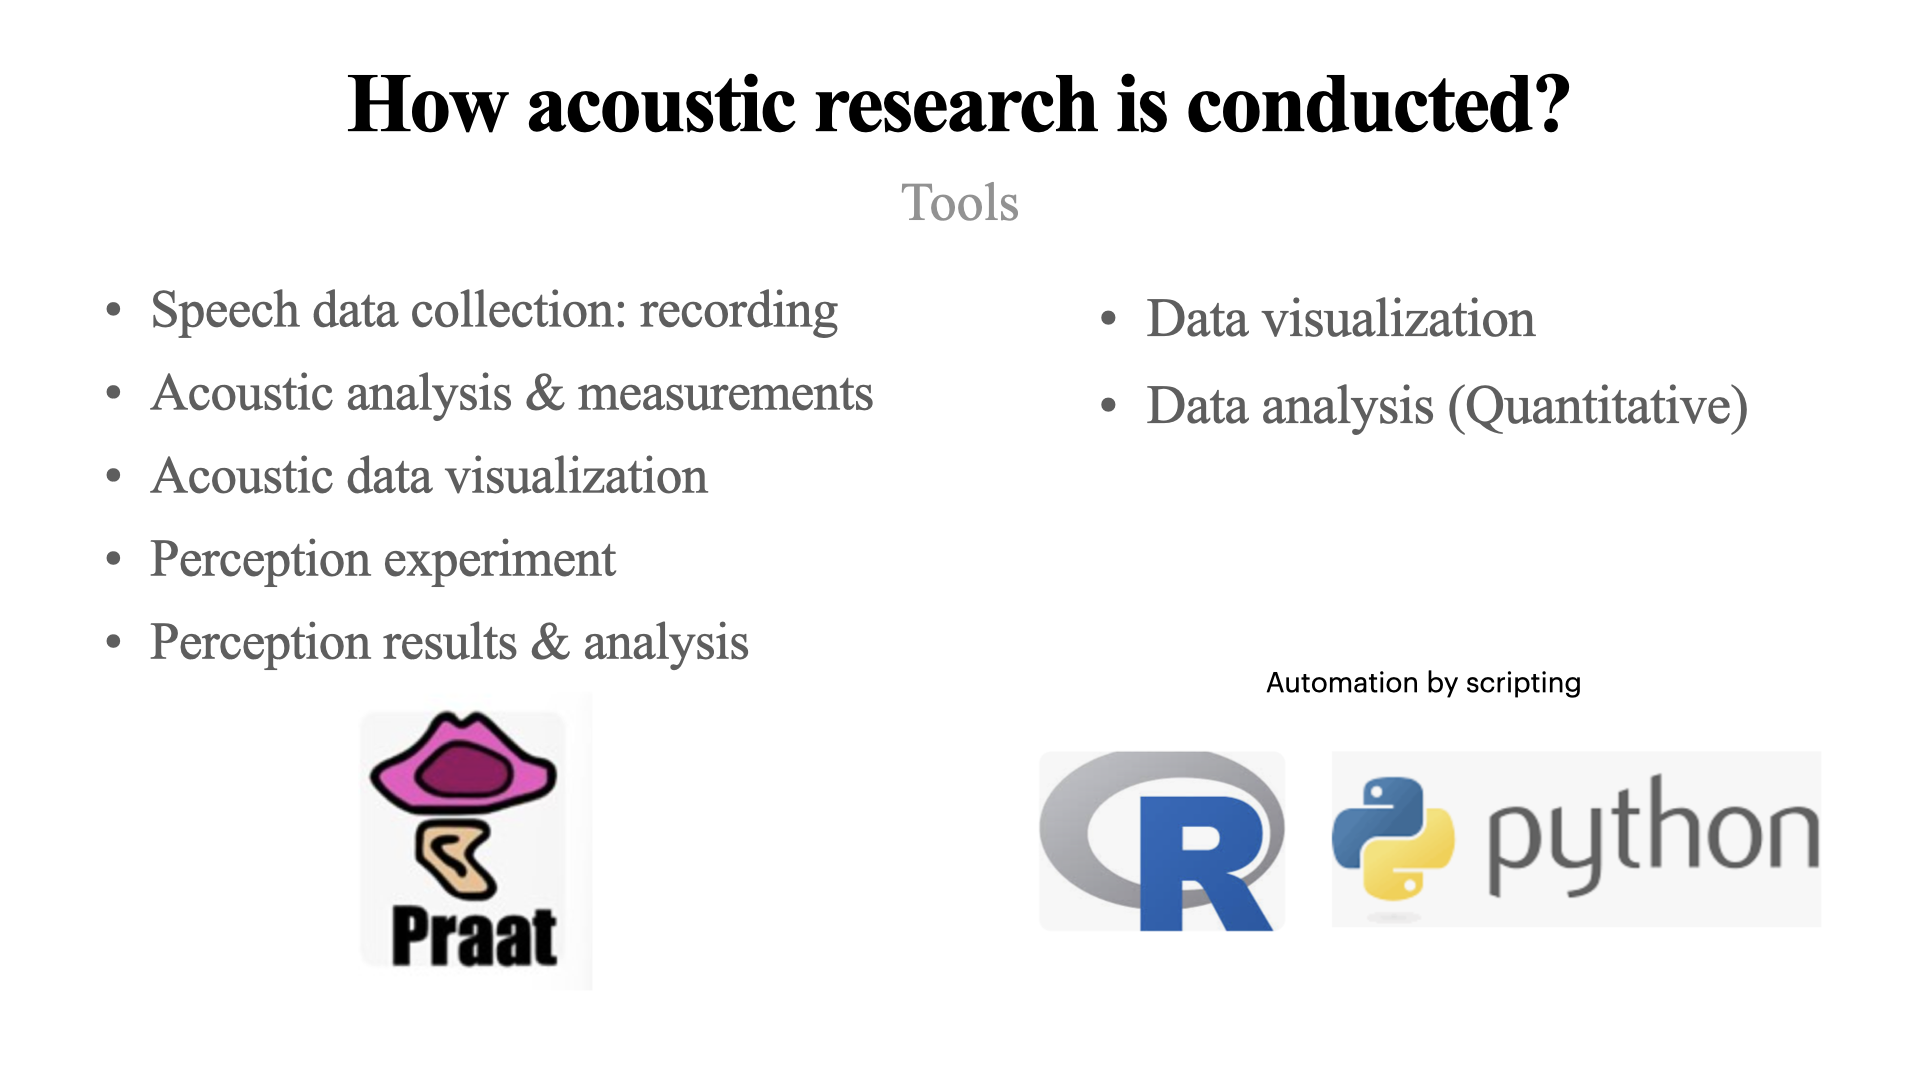 How acoustic research is conducted?
Tools
• Speech data collection: recording
• Acoustic analysis & measurements
• Acoustic data visualization
• Perception experiment
• Perception results & analysis
Praat
• Data visualization
• Data analysis (Quantitative)
Automation by scripting
R
python